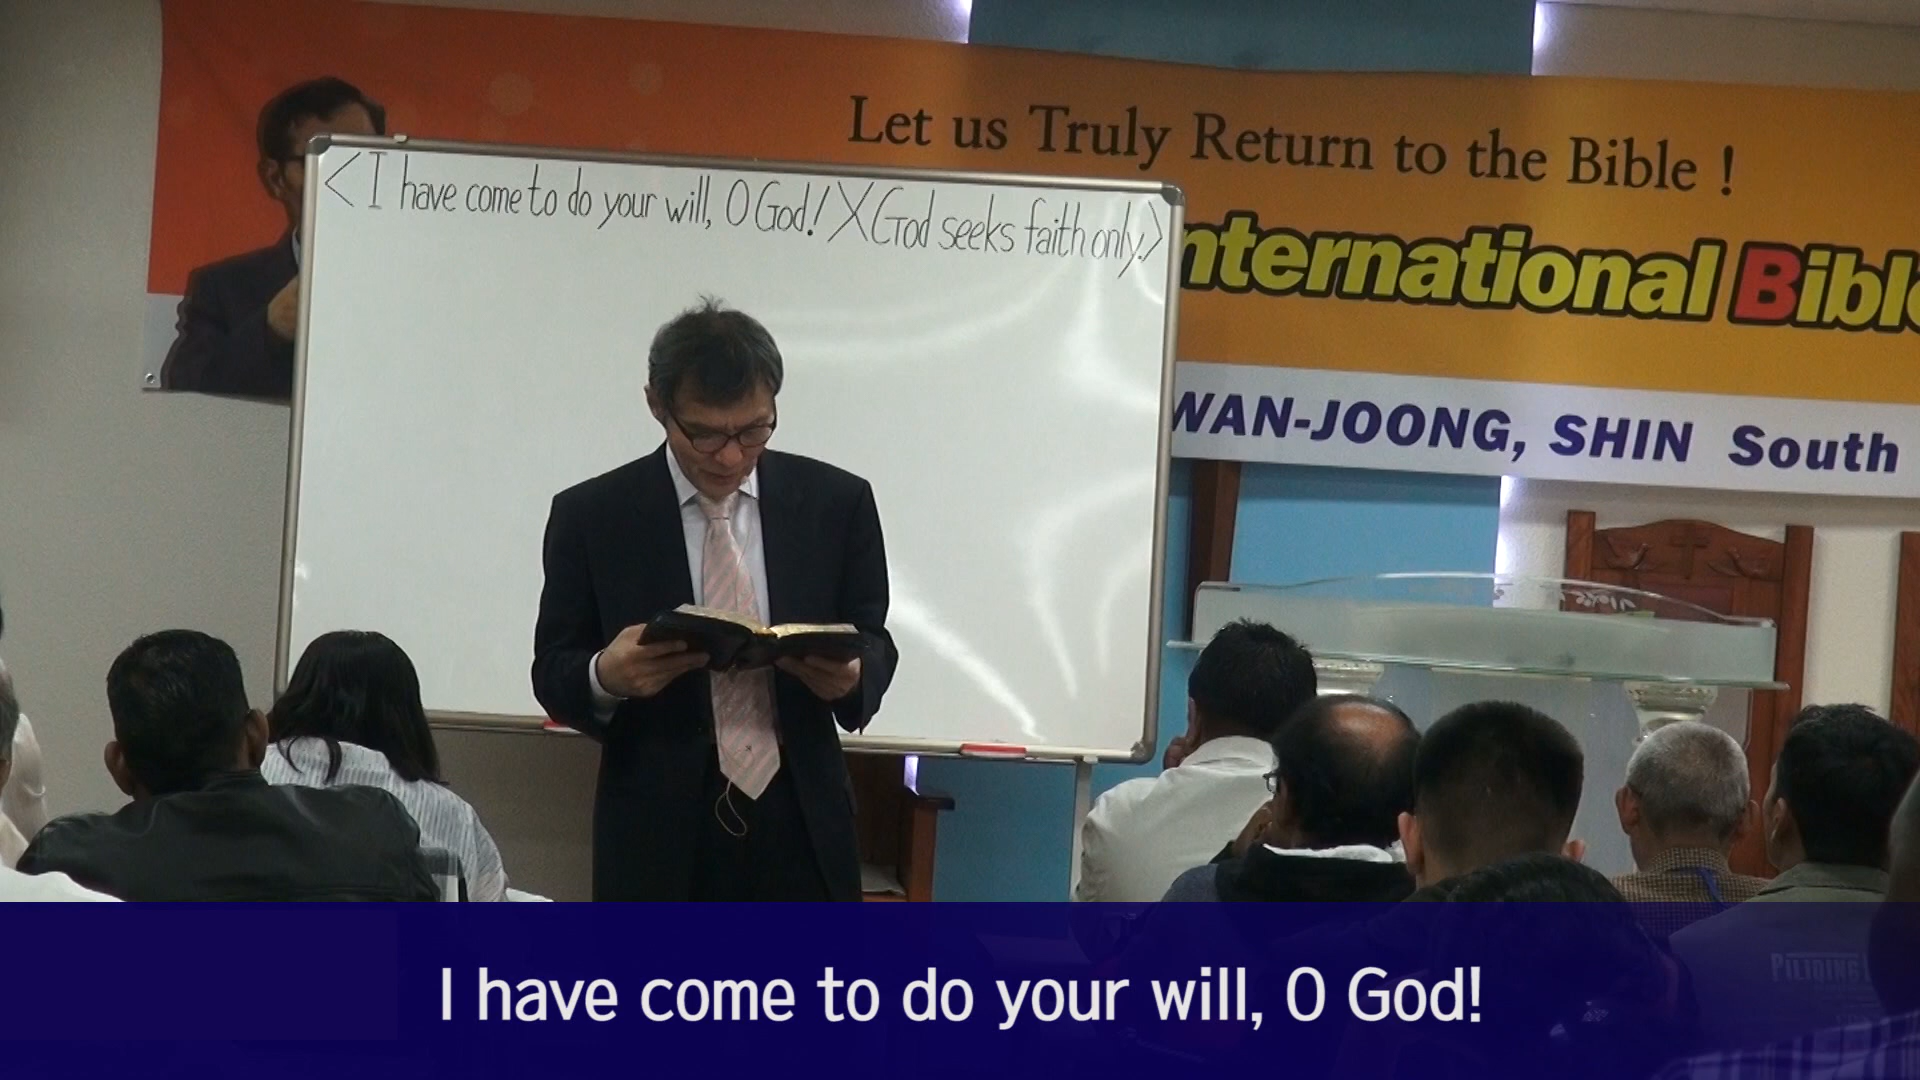 Let us Truly Return to the Bible !
<I have come to do your will, O God!><God seeks faith only.>
nternational Bible
WAN-JOONG, SHIN South
I have come to do your will, O God!